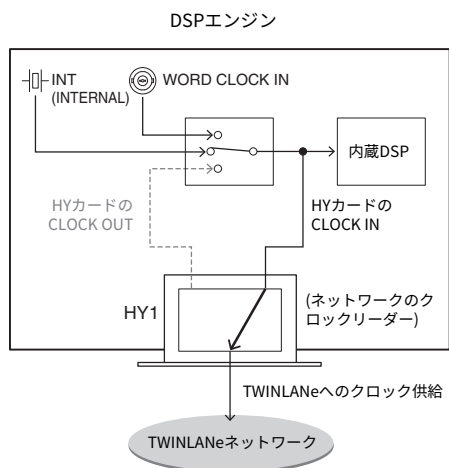 DSPエンジン
INT
(INTERNAL)
WORD CLOCK IN
内蔵DSP
HYカードの
CLOCK OUT
HYカードの
CLOCK IN
HY1
(ネットワークのク
ロックリーダー)
TWINLANeへのクロック供給
TWINLANeネットワーク